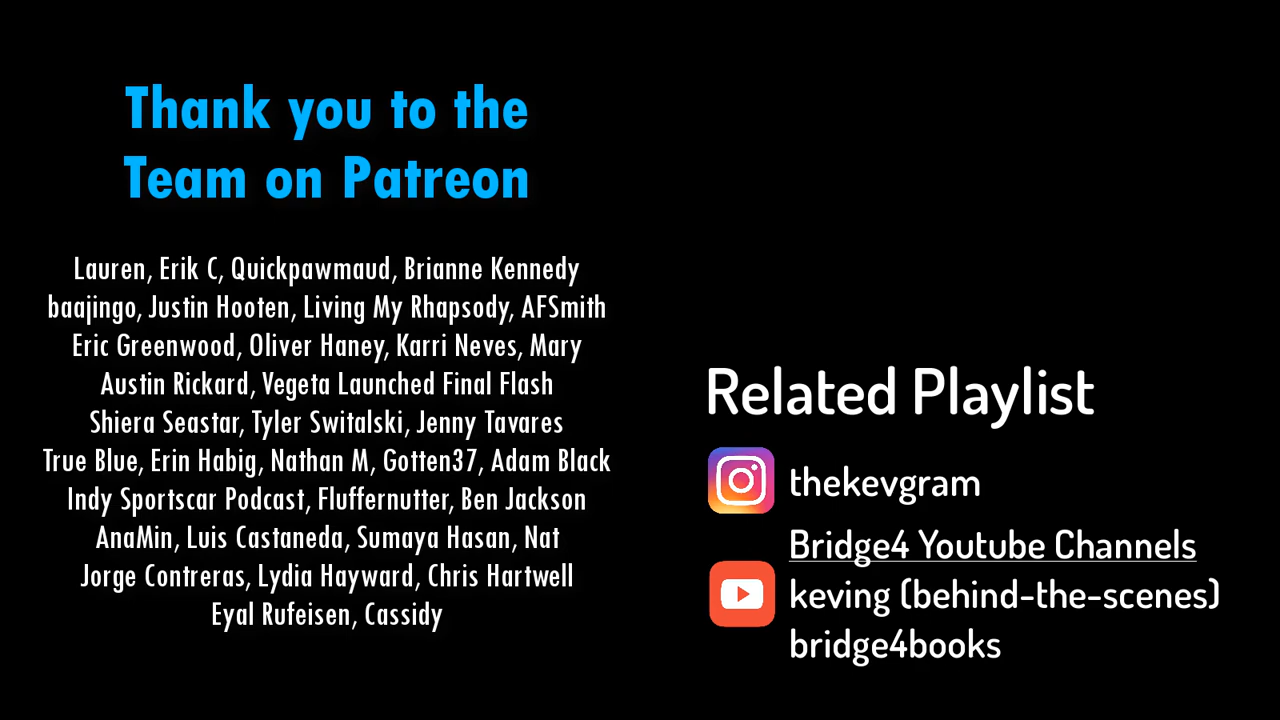 Thank you to the
Team on Patreon
Lauren, Erik C, Quickpawmaud, Brianne Kennedy
baajingo, Justin Hooten, Living My Rhapsody, AFSmith
Eric Greenwood, Oliver Haney, Karri Neves, Mary
Austin Rickard, Vegeta Launched Final Flash
Shiera Seastar, Tyler Switalski, Jenny Tavares
True Blue, Erin Habig, Nathan M, Gotten37, Adam Black
Indy Sportscar Podcast, Fluffernutter, Ben Jackson
AnaMin, Luis Castaneda, Sumaya Hasan, Nat
Jorge Contreras, Lydia Hayward, Chris Hartwell
Eyal Rufeisen, Cassidy
Related Playlist
thekevgram
Bridge4 Youtube Channels
keving (behind-the-scenes)
bridge4books